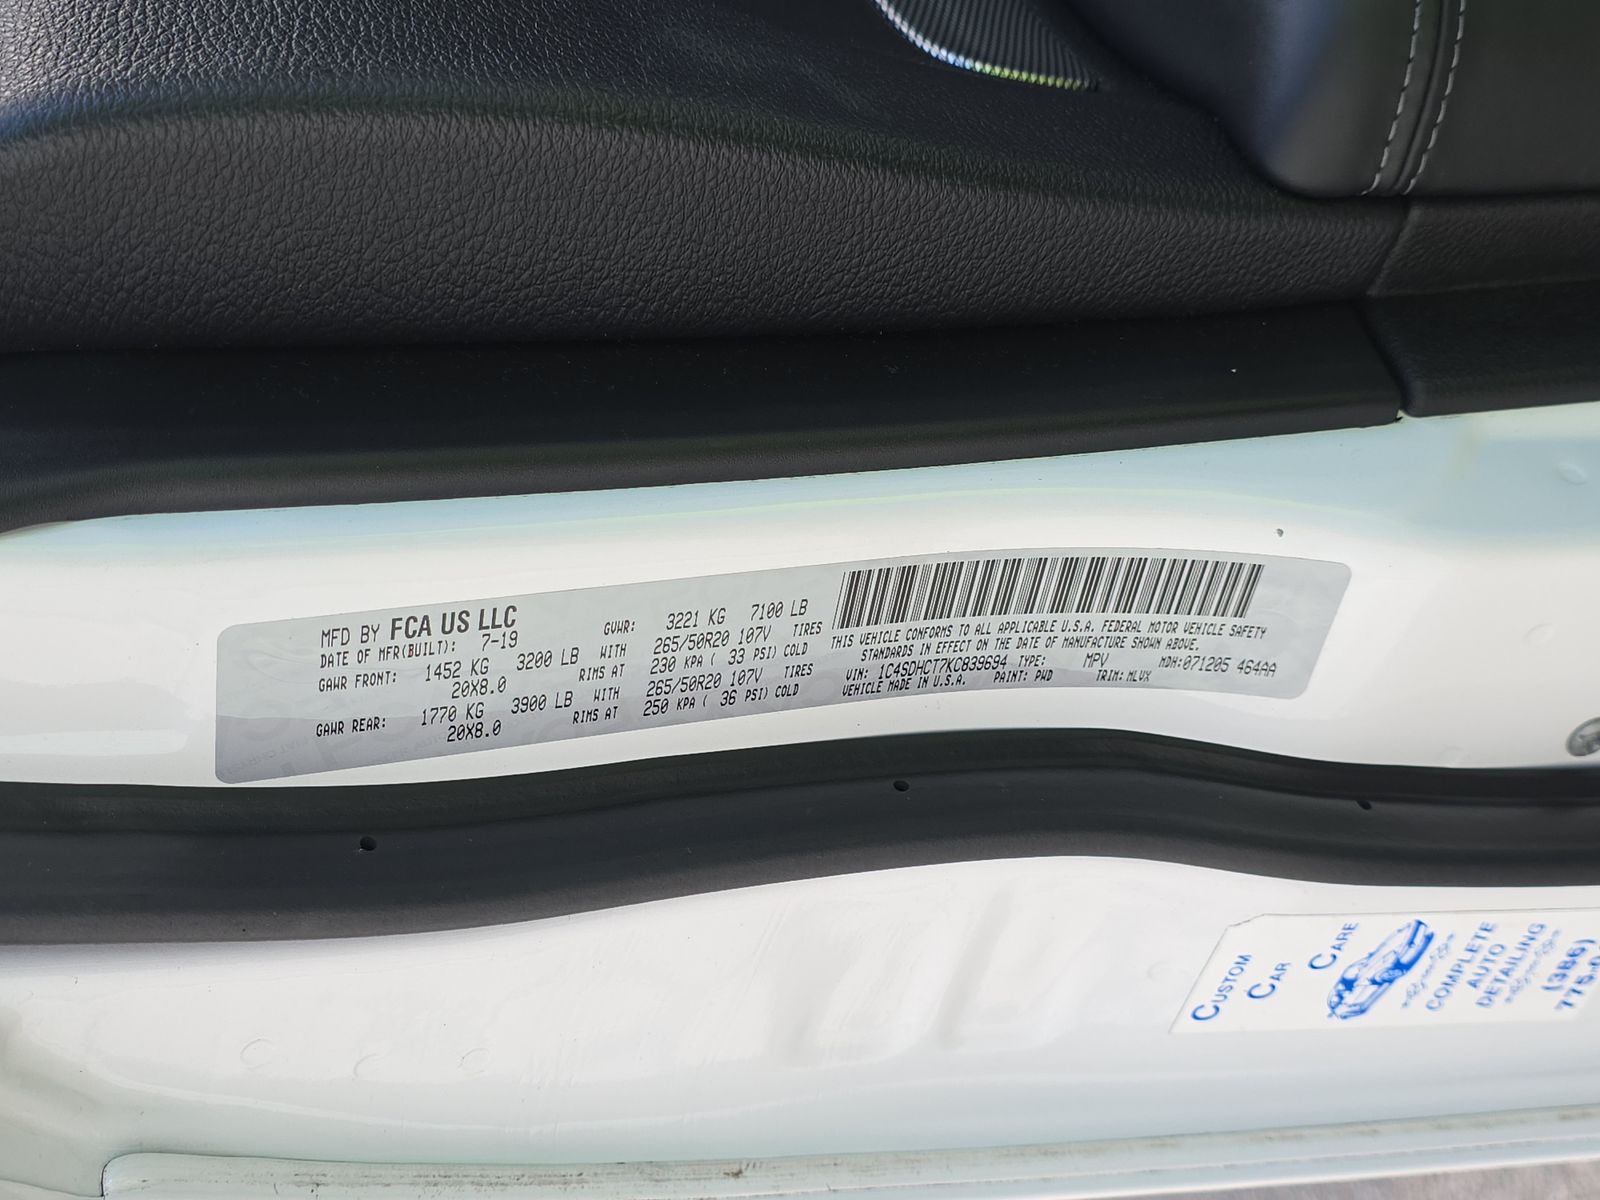 MFD BY FCA US LLC
DATE OF MFR(BUILT): 7-19 GVWR: 3221 KG 7100 LB
GAWR FRONT: 1452 KG 3200 LB WITH 265/50R20 107V TIRES
20X8.0 RIMS AT 230 KPA ( 33 PSI) COLD
GAWR REAR: 1770 KG 3900 LB WITH 265/50R20 107V TIRES
20X8.0 RIMS AT 250 KPA ( 36 PSI) COLD
THIS VEHICLE CONFORMS TO ALL APPLICABLE U.S.A. FEDERAL MOTOR VEHICLE SAFETY
STANDARDS IN EFFECT ON THE DATE OF MANUFACTURE SHOWN ABOVE.
VIN: 1C4SDHCT7KC839694 TYPE: MPV MDH:071205 464AA
VEHICLE MADE IN U.S.A. PAINT: PWD TRIM: MLVX
CUSTOM
CAR
CARE
COMPLETE
AUTO
DETAILING
(386)
775-0